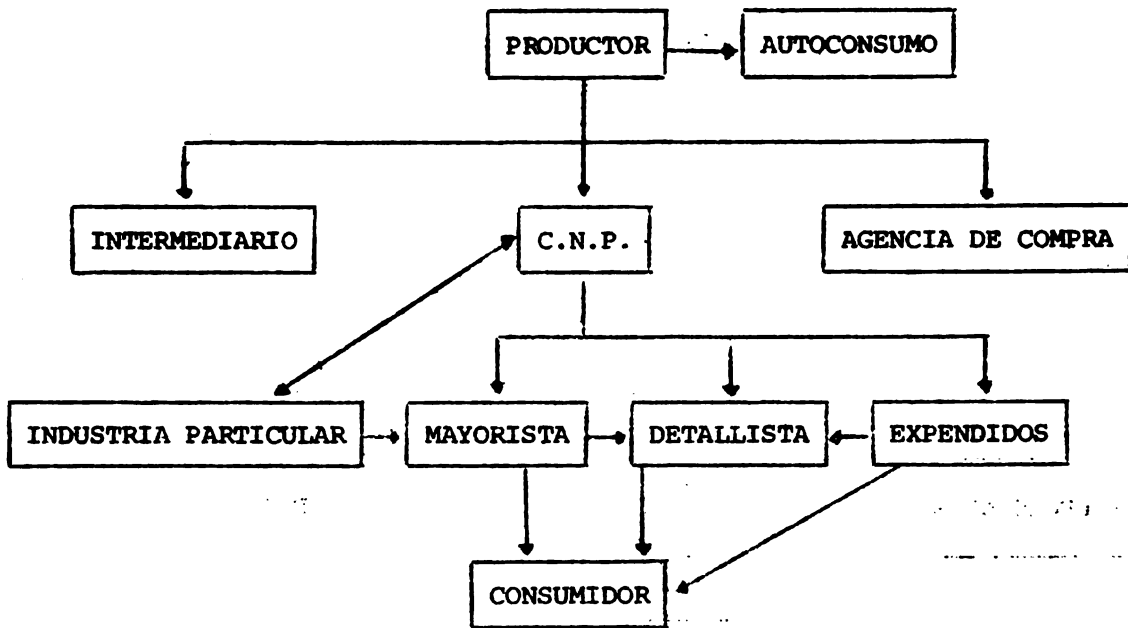 PRODUCTOR
AUTOCONSUMO
INTERMEDIARIO
C.N.P.
AGENCIA DE COMPRA
INDUSTRIA PARTICULAR
MAYORISTA
DETALLISTA
EXPENDIDOS
CONSUMIDOR